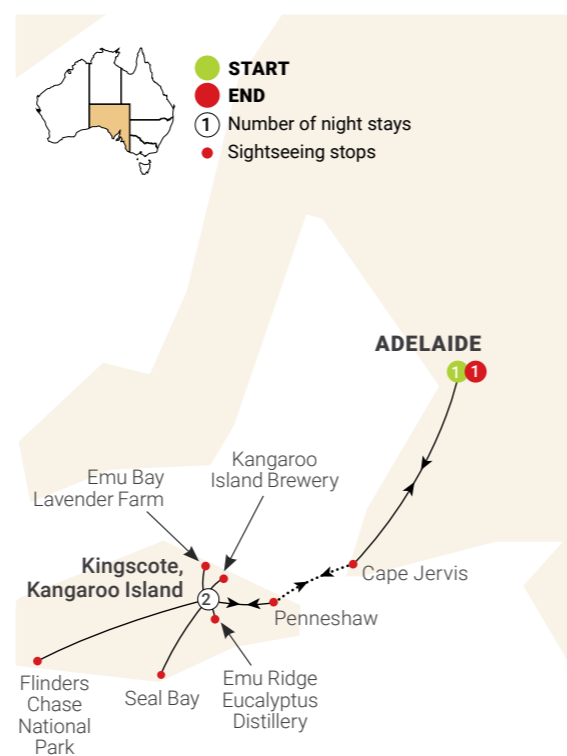 START
END
1 Number of night stays
Sightseeing stops
ADELAIDE
1 1
Kangaroo
Island Brewery
Emu Bay
Lavender Farm
Kingscote,
Kangaroo Island
2
Cape Jervis
Penneshaw
Flinders
Chase
National
Park
Seal Bay
Emu Ridge
Eucalyptus
Distillery